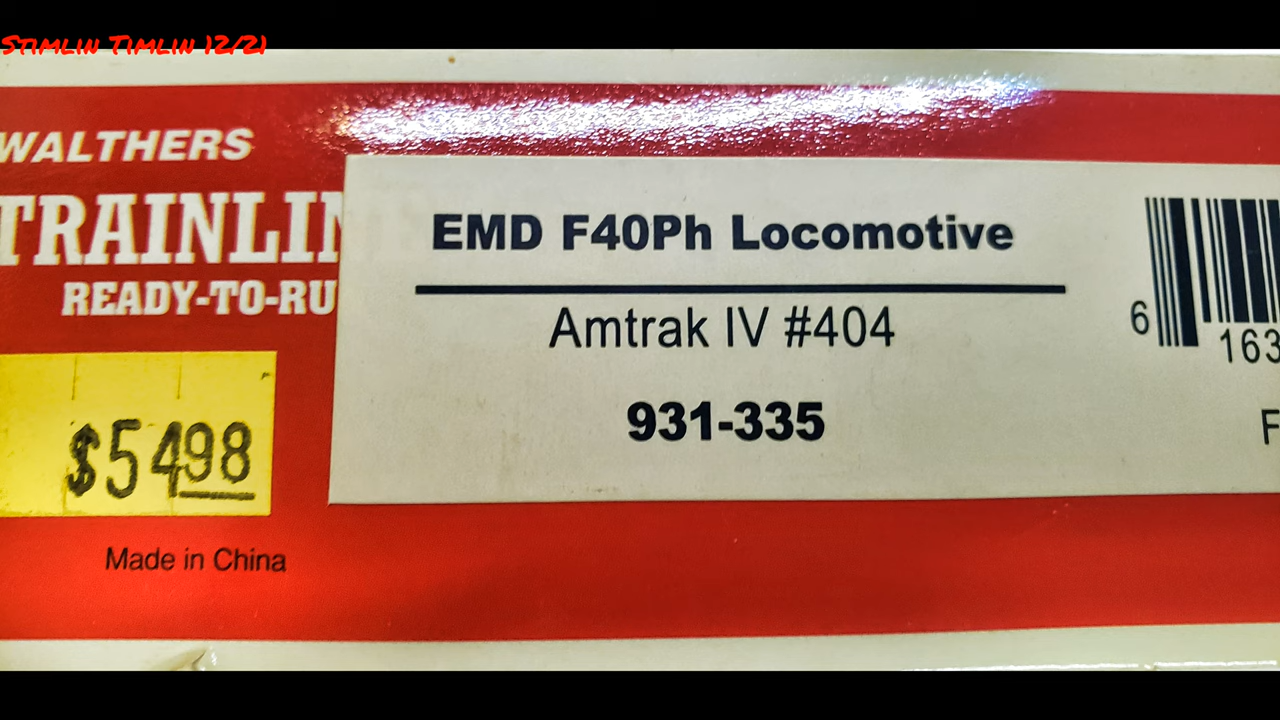 Stimlin Timlin 12/21
WALTHERS
TRAINLIN
READY-TO-RU
EMD F40Ph Locomotive
Amtrak IV #404
931-335
6
163
F
$5498
Made in China